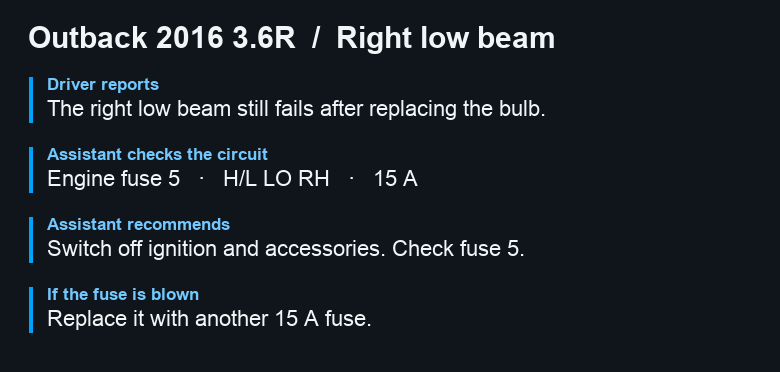 Outback 2016 3.6R / Right low beam
Driver reports
The right low beam still fails after replacing the bulb.
Assistant checks the circuit
Engine fuse 5 · H/L LO RH · 15 A
Assistant recommends
Switch off ignition and accessories. Check fuse 5.
If the fuse is blown
Replace it with another 15 A fuse.